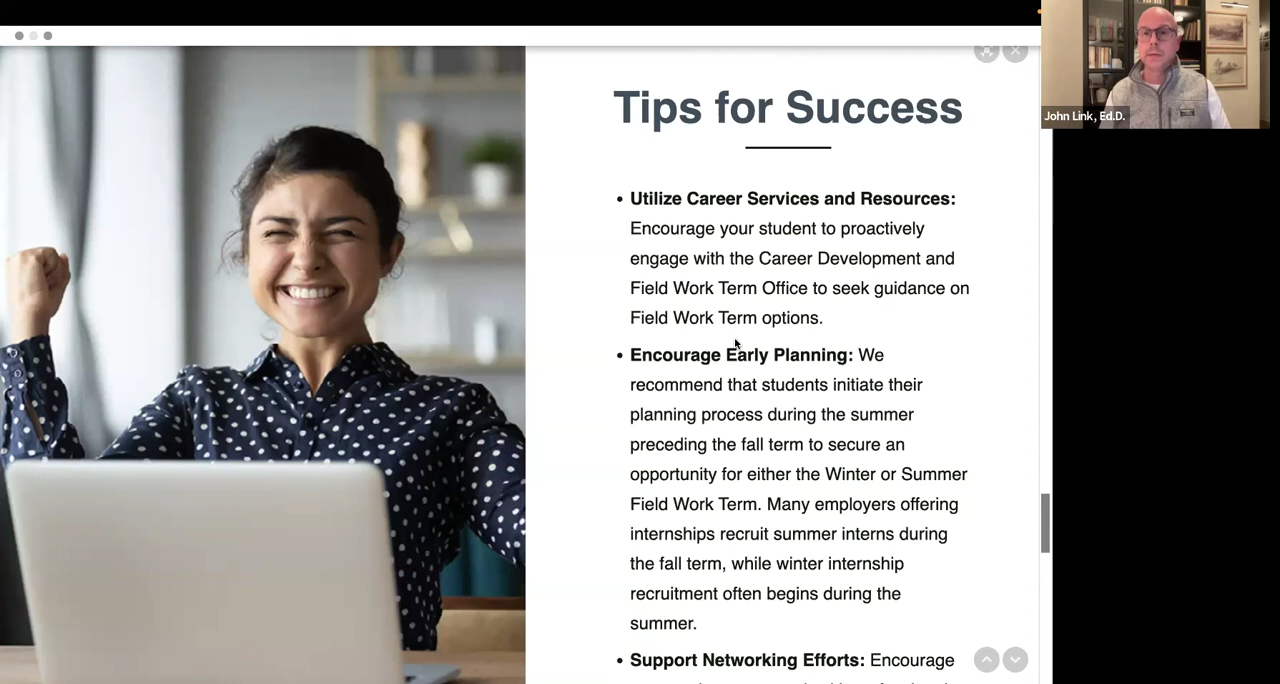 Tips for Success
John Link, Ed.D.
• Utilize Career Services and Resources:
Encourage your student to proactively
engage with the Career Development and
Field Work Term Office to seek guidance on
Field Work Term options.
• Encourage Early Planning: We
recommend that students initiate their
planning process during the summer
preceding the fall term to secure an
opportunity for either the Winter or Summer
Field Work Term. Many employers offering
internships recruit summer interns during
the fall term, while winter internship
recruitment often begins during the
summer.
• Support Networking Efforts: Encourage